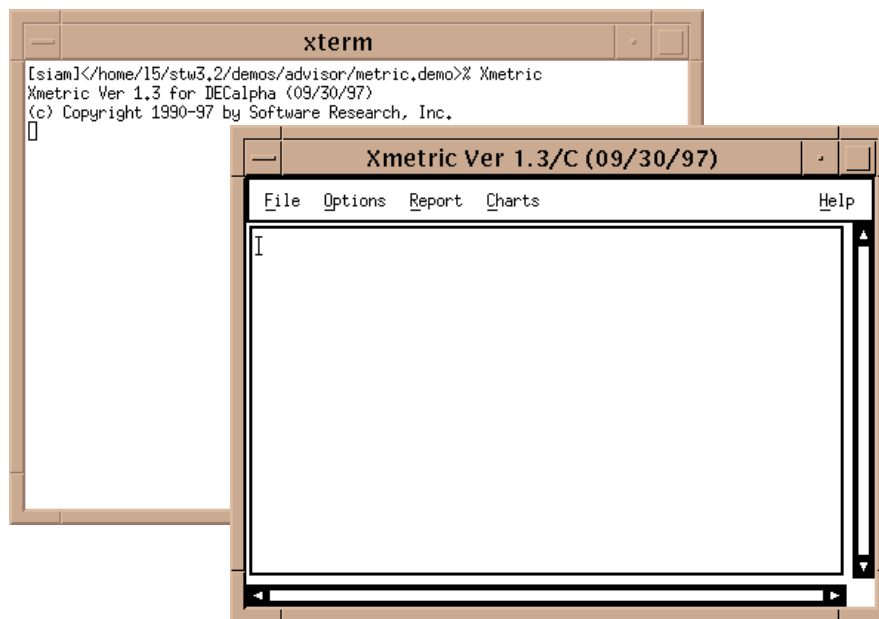 xterm
[siam]</home/l5/stw3.2/demos/advisor/metric.demo>% Xmetric
Xmetric Ver 1.3 for DECalpha (09/30/97)
(c) Copyright 1990-97 by Software Research, Inc.
Xmetric Ver 1.3/C (09/30/97)
File Options Report Charts Help